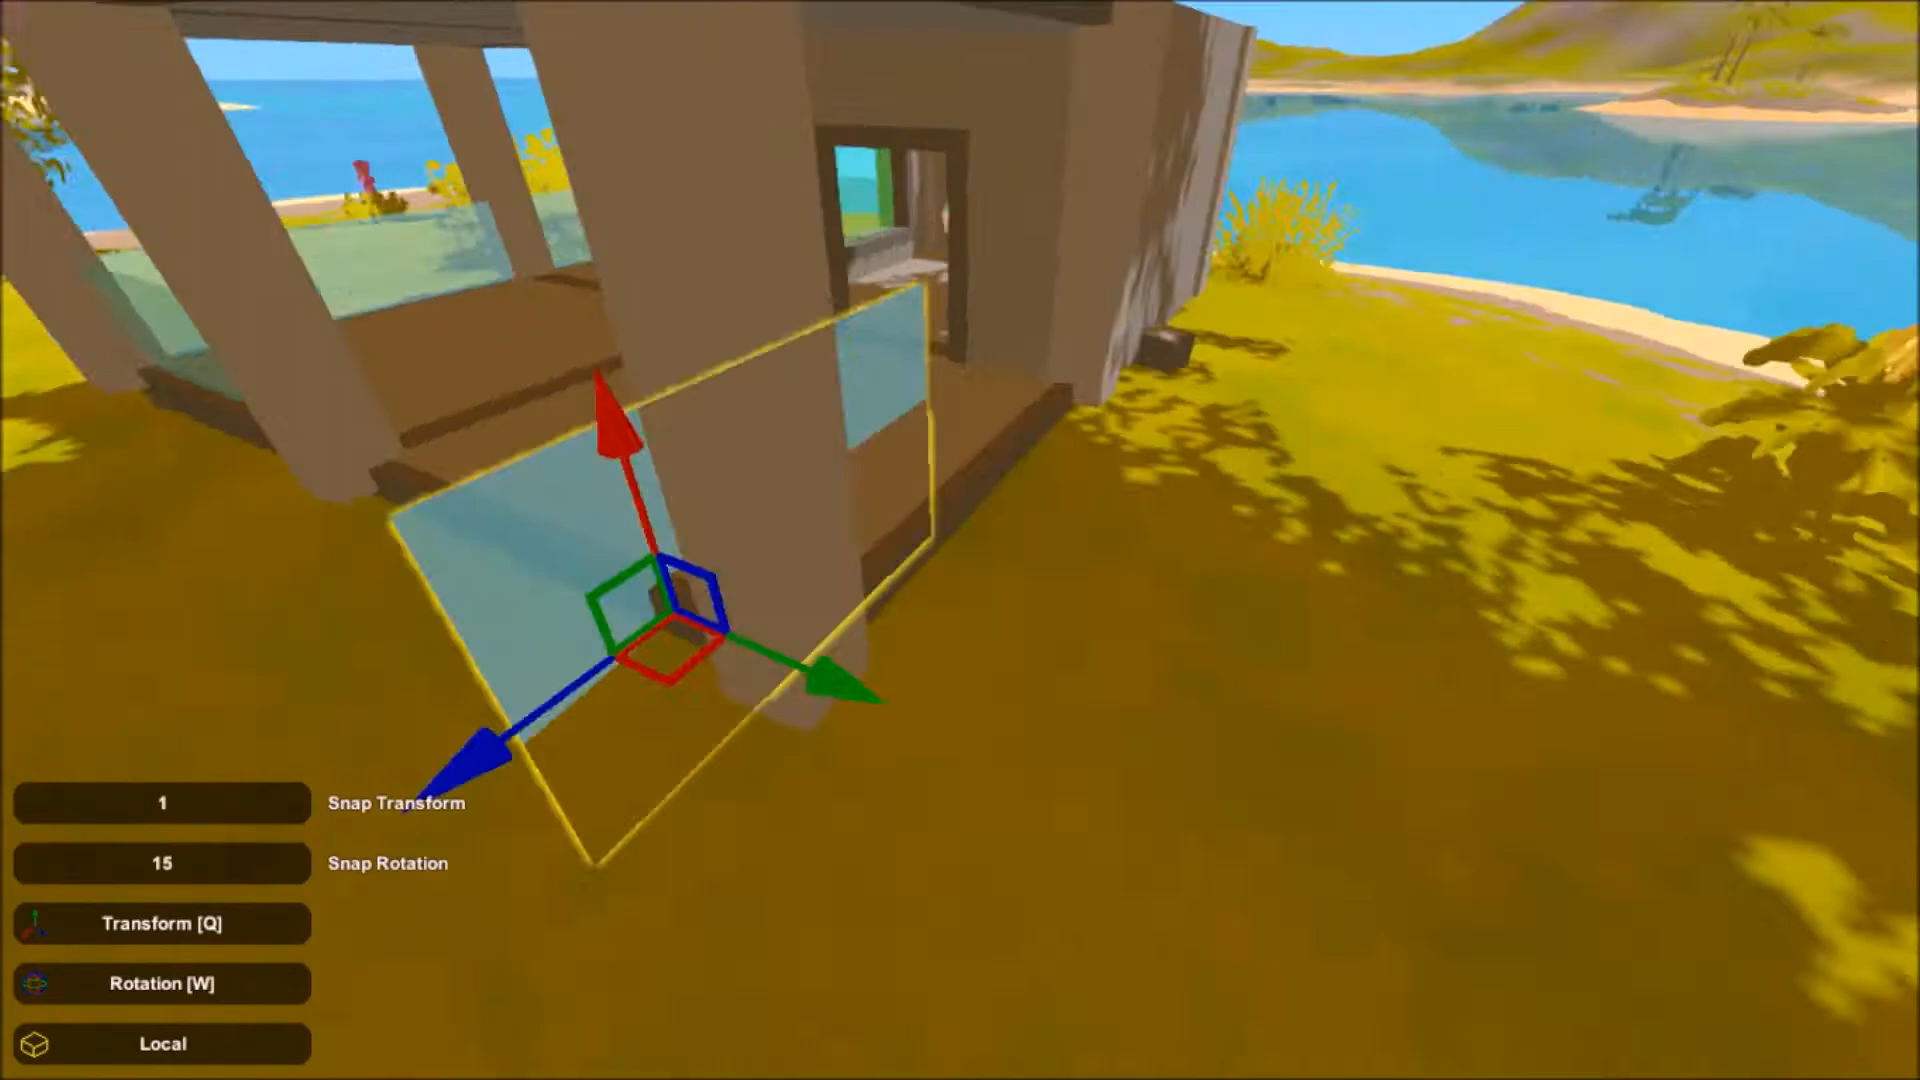 1
Snap Transform
15
Snap Rotation
Transform [Q]
Rotation [W]
Local